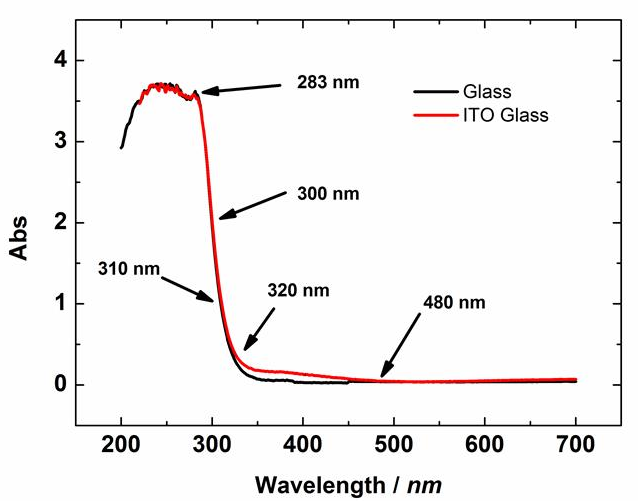 4
283 nm
Glass
ITO Glass
3
300 nm
2
Abs
310 nm
320 nm
480 nm
1
0
200 300 400 500 600 700
Wavelength / nm